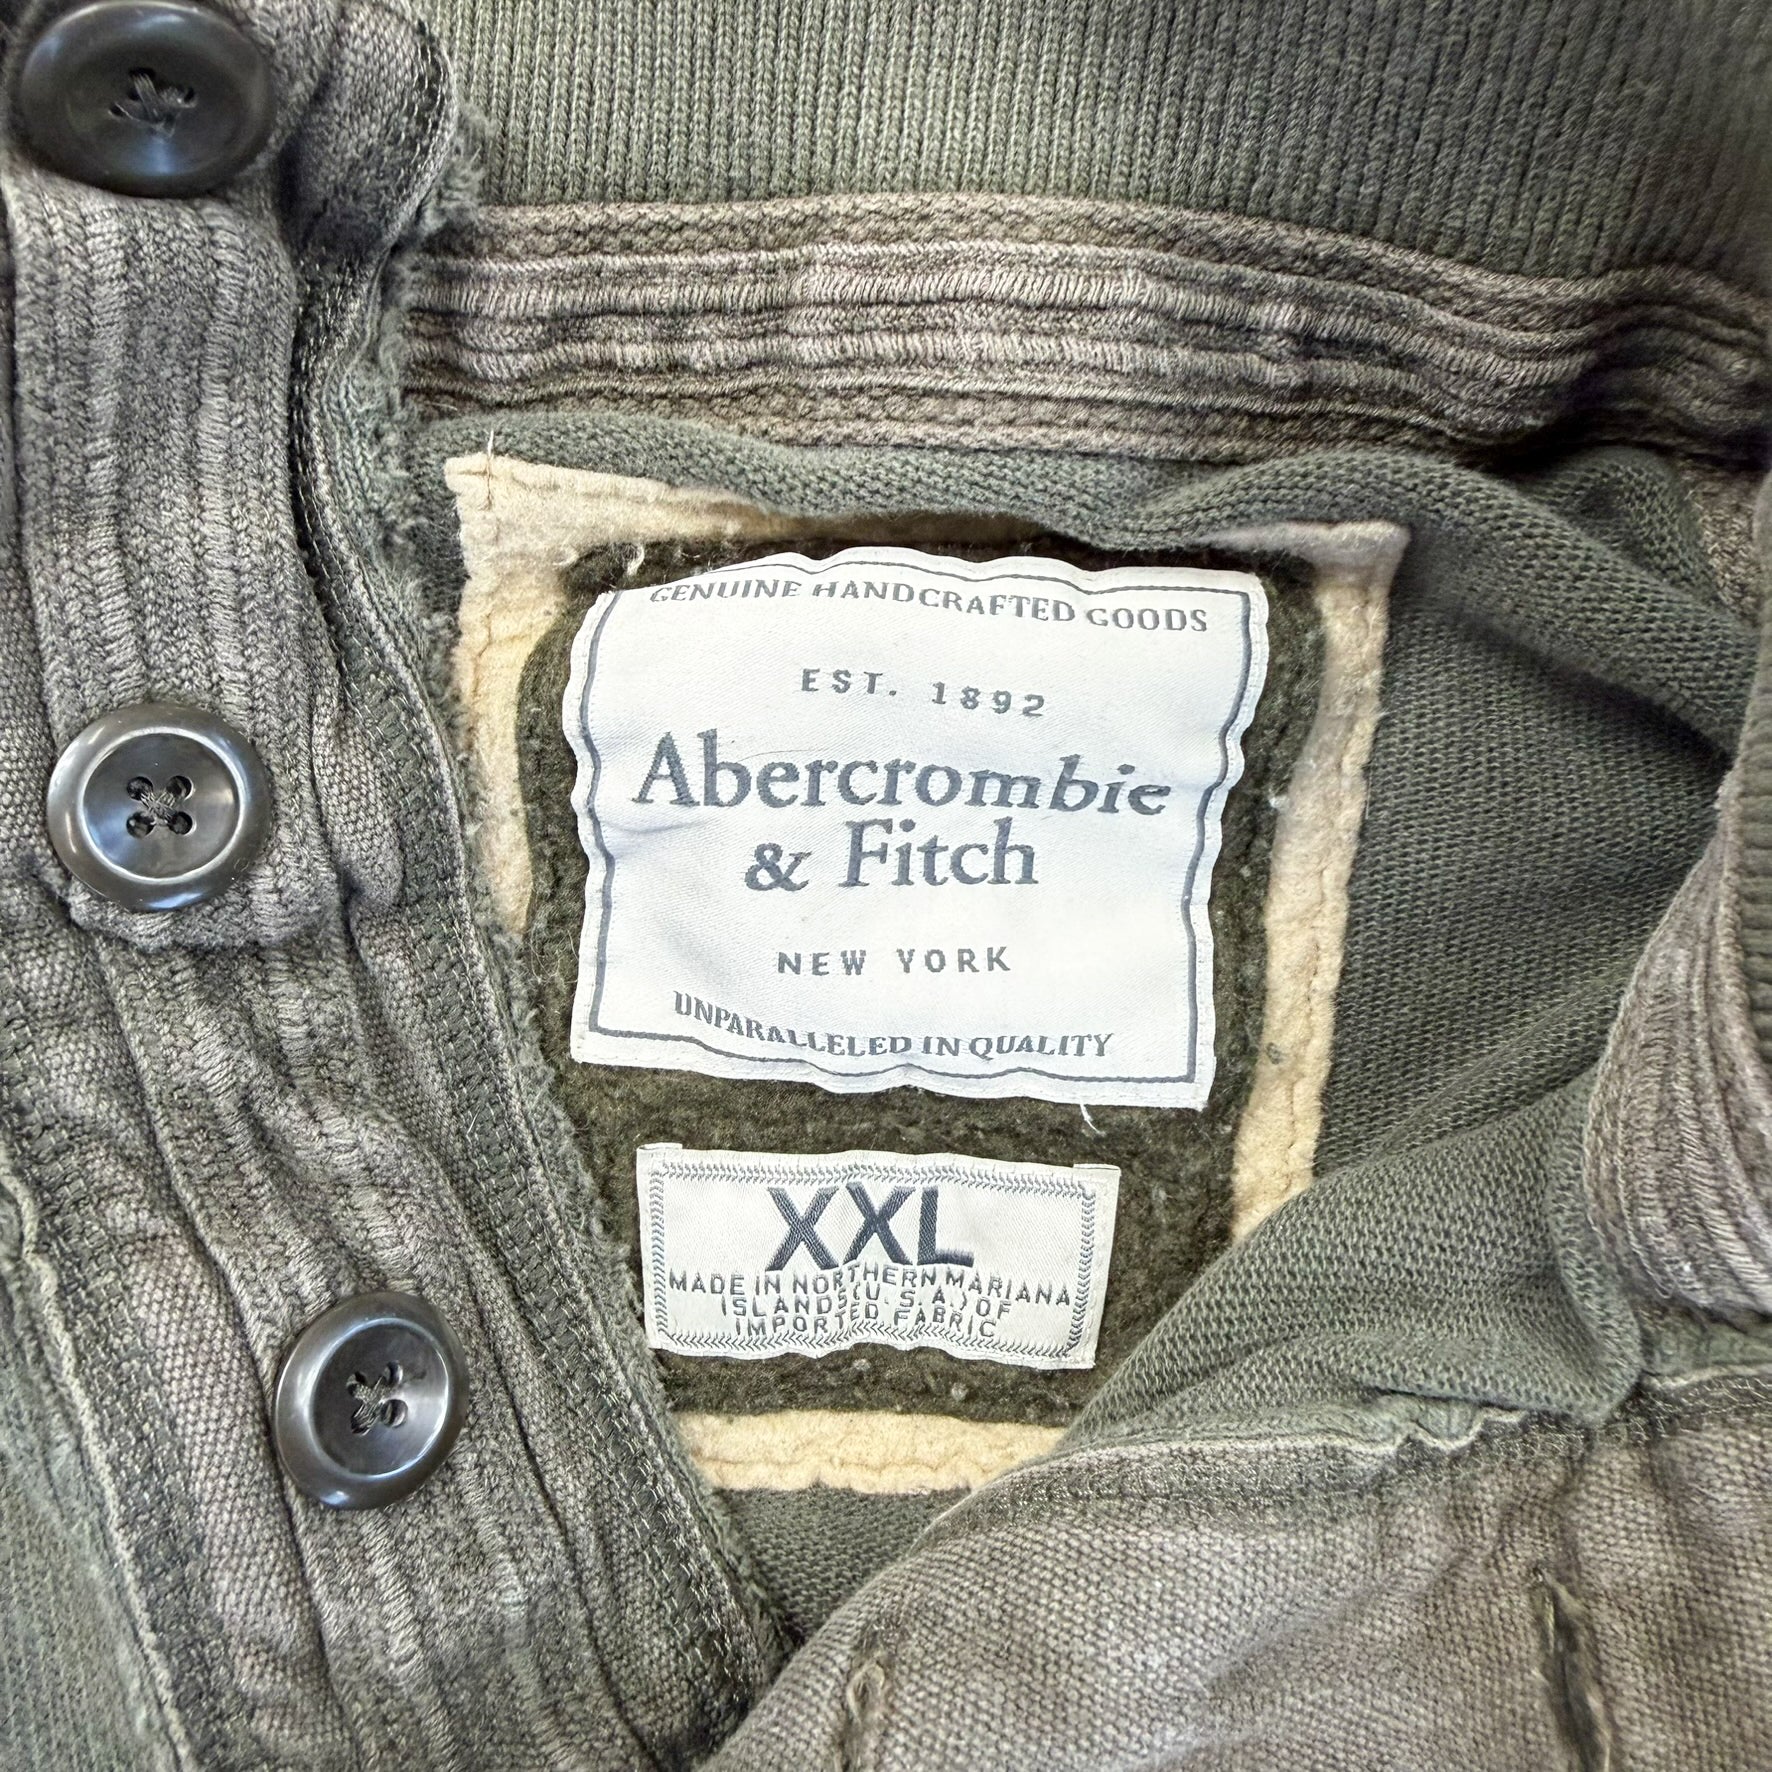 GENUINE HANDCRAFTED GOODS
EST. 1892
Abercrombie
& Fitch
NEW YORK
UNPARALLELED IN QUALITY
XXL
MADE IN NORTHERN MARIANA
ISLANDS (U.S.A.) OF
IMPORTED FABRIC